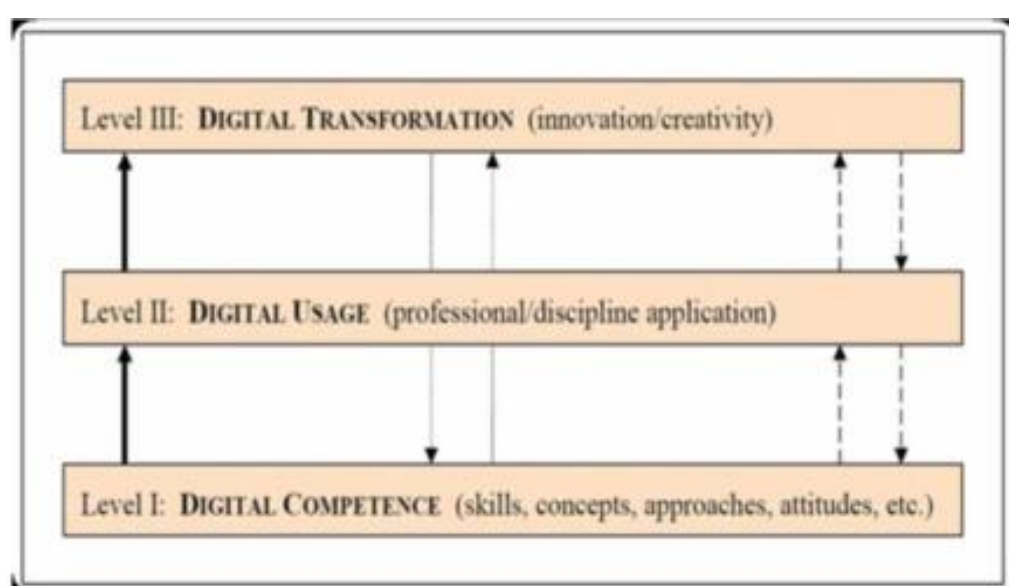 Level III: DIGITAL TRANSFORMATION (innovation/creativity)
Level II: DIGITAL USAGE (professional/discipline application)
Level I: DIGITAL COMPETENCE (skills, concepts, approaches, attitudes, etc.)